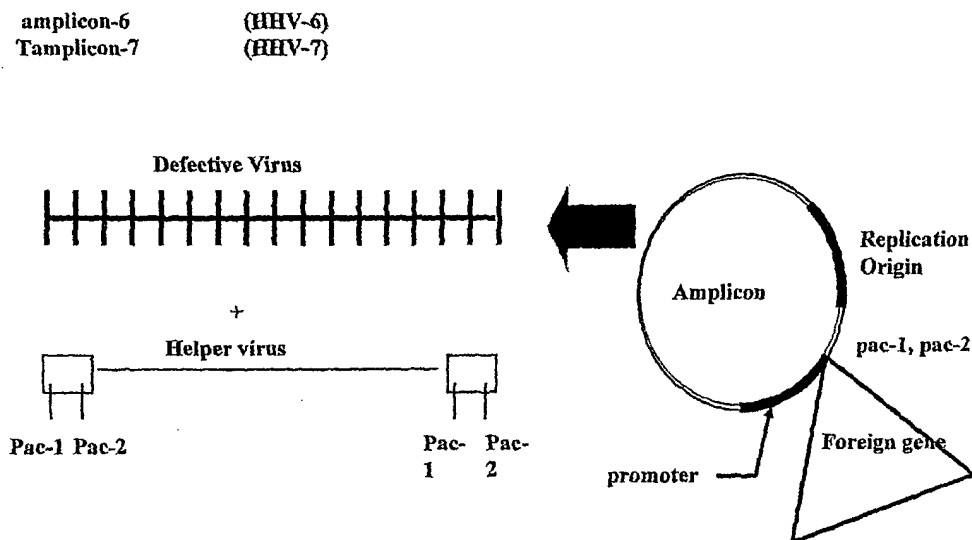 amplicon-6 (HHV-6)
Tamplicon-7 (HHV-7)
Defective Virus
Replication
Origin
Amplicon
+
Helper virus
pac-1, pac-2
Pac-1 Pac-2
Pac-
1
Pac-
2
Foreign gene
promoter